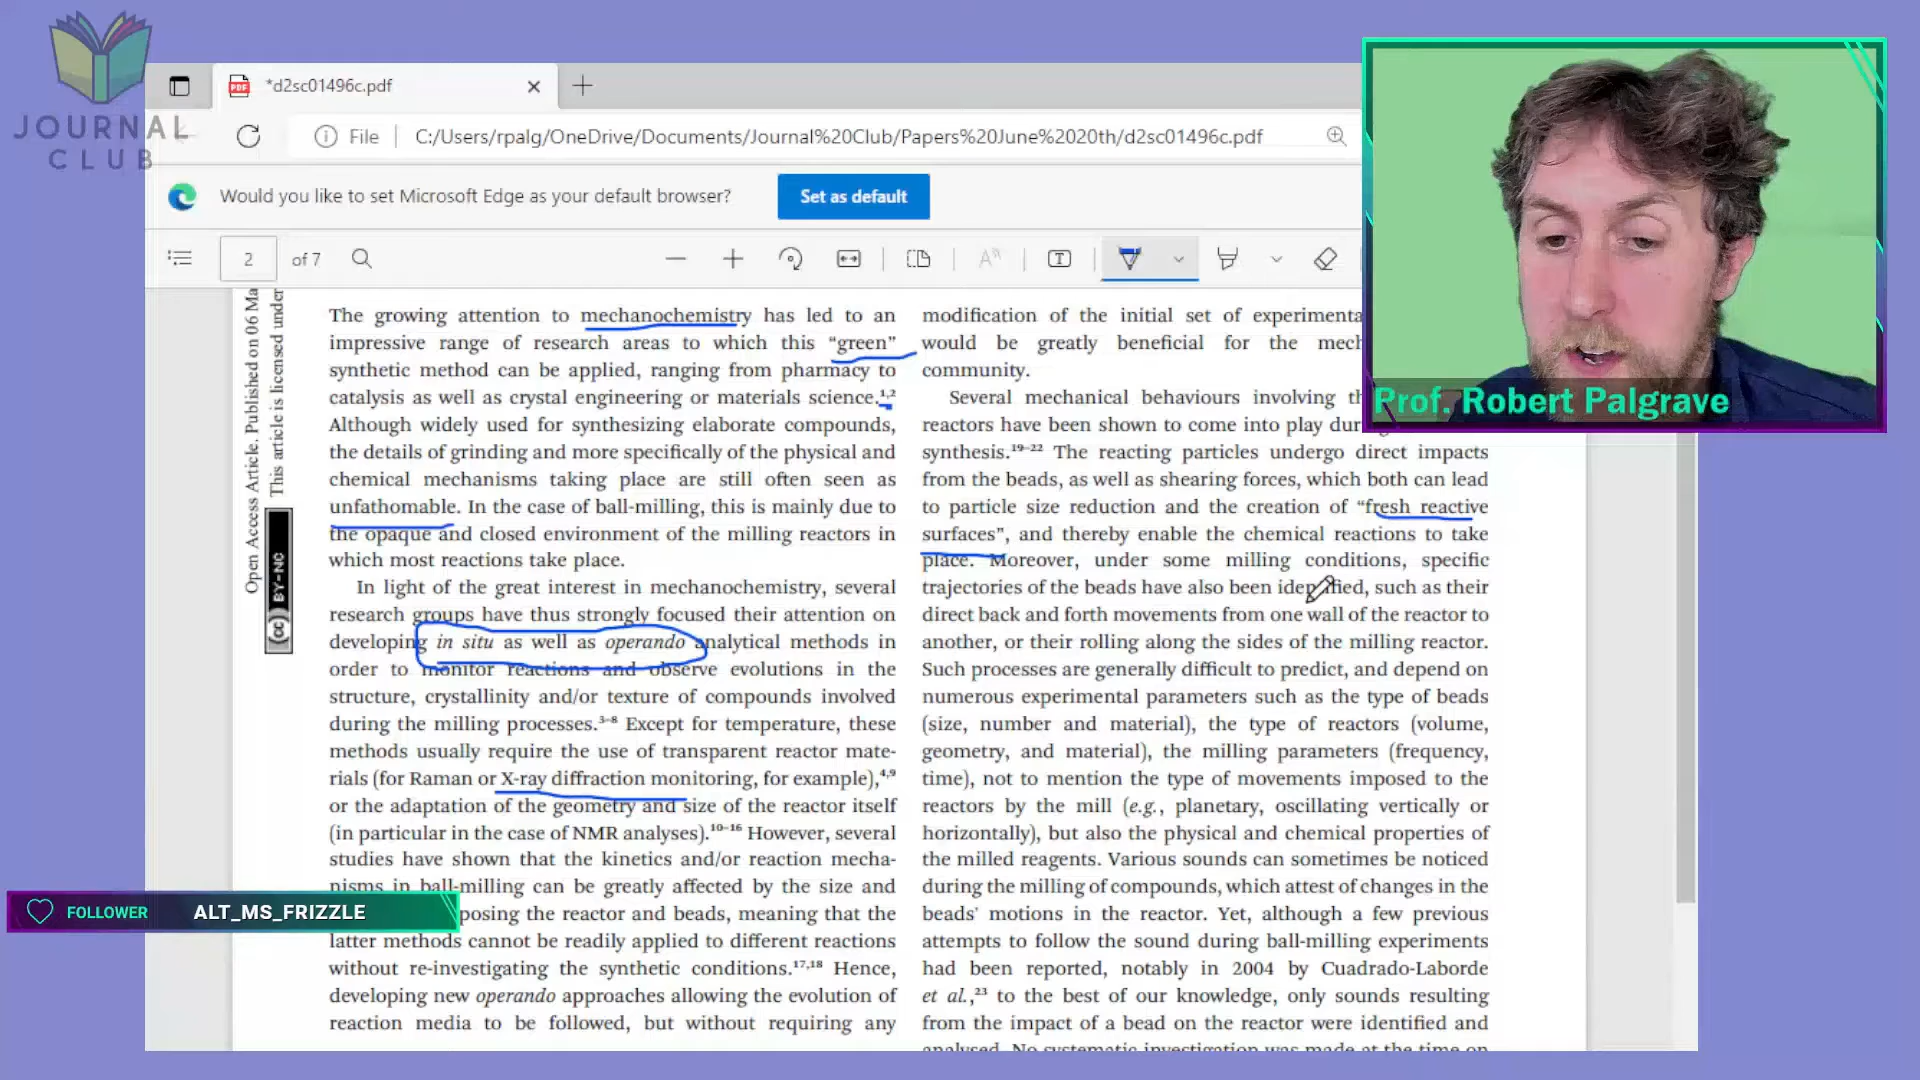 JOURNAL
CLUB
PDF
*d2sc01496c.pdf
File
C:/Users/rpalg/OneDrive/Documents/Journal%20Club/Papers%20June%2020th/d2sc01496c.pdf
Would you like to set Microsoft Edge as your default browser?
Set as default
2
of 7
Open Access Article. Published on 06 Ma
This article is licensed under
(cc) BY-NC
The growing attention to mechanochemistry has led to an
impressive range of research areas to which this “green”
synthetic method can be applied, ranging from pharmacy to
catalysis as well as crystal engineering or materials science.1,2
Although widely used for synthesizing elaborate compounds,
the details of grinding and more specifically of the physical and
chemical mechanisms taking place are still often seen as
unfathomable. In the case of ball-milling, this is mainly due to
the opaque and closed environment of the milling reactors in
which most reactions take place.
In light of the great interest in mechanochemistry, several
research groups have thus strongly focused their attention on
developing in situ as well as operando analytical methods in
order to monitor reactions and observe evolutions in the
structure, crystallinity and/or texture of compounds involved
during the milling processes.3–8 Except for temperature, these
methods usually require the use of transparent reactor mate-
rials (for Raman or X-ray diffraction monitoring, for example),4,9
or the adaptation of the geometry and size of the reactor itself
(in particular in the case of NMR analyses).10–16 However, several
studies have shown that the kinetics and/or reaction mecha-
nisms in ball-milling can be greatly affected by the size and
posing the reactor and beads, meaning that the
latter methods cannot be readily applied to different reactions
without re-investigating the synthetic conditions.17,18 Hence,
developing new operando approaches allowing the evolution of
reaction media to be followed, but without requiring any
modification of the initial set of experimenta
would be greatly beneficial for the mec
community.
Several mechanical behaviours involving th
reactors have been shown to come into play dur
synthesis.19–22 The reacting particles undergo direct impacts
from the beads, as well as shearing forces, which both can lead
to particle size reduction and the creation of “fresh reactive
surfaces”, and thereby enable the chemical reactions to take
place. Moreover, under some milling conditions, specific
trajectories of the beads have also been identified, such as their
direct back and forth movements from one wall of the reactor to
another, or their rolling along the sides of the milling reactor.
Such processes are generally difficult to predict, and depend on
numerous experimental parameters such as the type of beads
(size, number and material), the type of reactors (volume,
geometry, and material), the milling parameters (frequency,
time), not to mention the type of movements imposed to the
reactors by the mill (e.g., planetary, oscillating vertically or
horizontally), but also the physical and chemical properties of
the milled reagents. Various sounds can sometimes be noticed
during the milling of compounds, which attest of changes in the
beads' motions in the reactor. Yet, although a few previous
attempts to follow the sound during ball-milling experiments
had been reported, notably in 2004 by Cuadrado-Laborde
et al.,23 to the best of our knowledge, only sounds resulting
from the impact of a bead on the reactor were identified and
analysed. No systematic investigation was made at the time on
Prof. Robert Palgrave
FOLLOWER ALT_MS_FRIZZLE